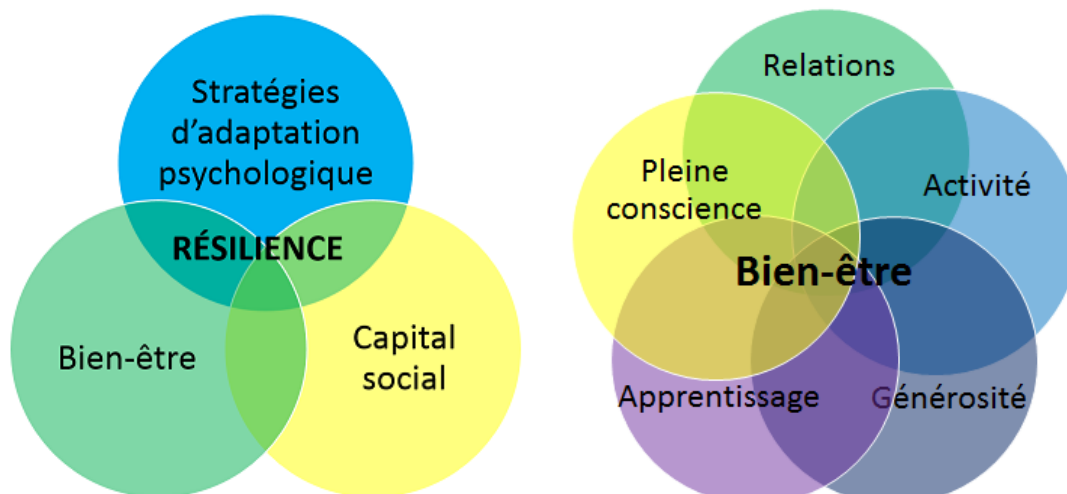 Stratégies
d'adaptation
psychologique
RÉSILIENCE
Bien-être
Capital
social
Relations
Pleine
conscience
Activité
Bien-être
Apprentissage
Générosité